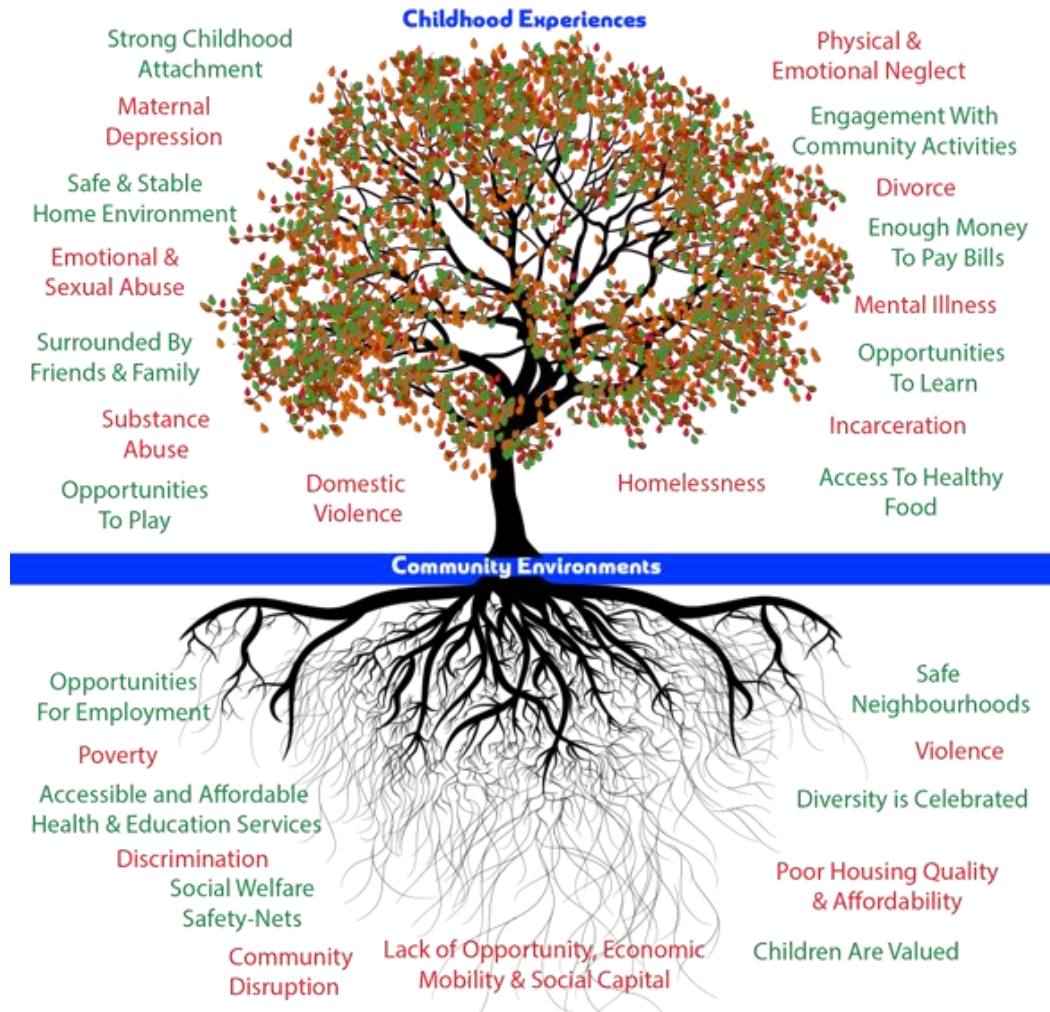 Childhood Experiences
Strong Childhood
Attachment
Maternal
Depression
Safe & Stable
Home Environment
Emotional &
Sexual Abuse
Surrounded By
Friends & Family
Substance
Abuse
Opportunities
To Play
Domestic
Violence
Physical &
Emotional Neglect
Engagement With
Community Activities
Divorce
Enough Money
To Pay Bills
Mental Illness
Opportunities
To Learn
Incarceration
Homelessness
Access To Healthy
Food
Community Environments
Opportunities
For Employment
Poverty
Accessible and Affordable
Health & Education Services
Discrimination
Social Welfare
Safety-Nets
Community
Disruption
Lack of Opportunity, Economic
Mobility & Social Capital
Safe
Neighbourhoods
Violence
Diversity is Celebrated
Poor Housing Quality
& Affordability
Children Are Valued